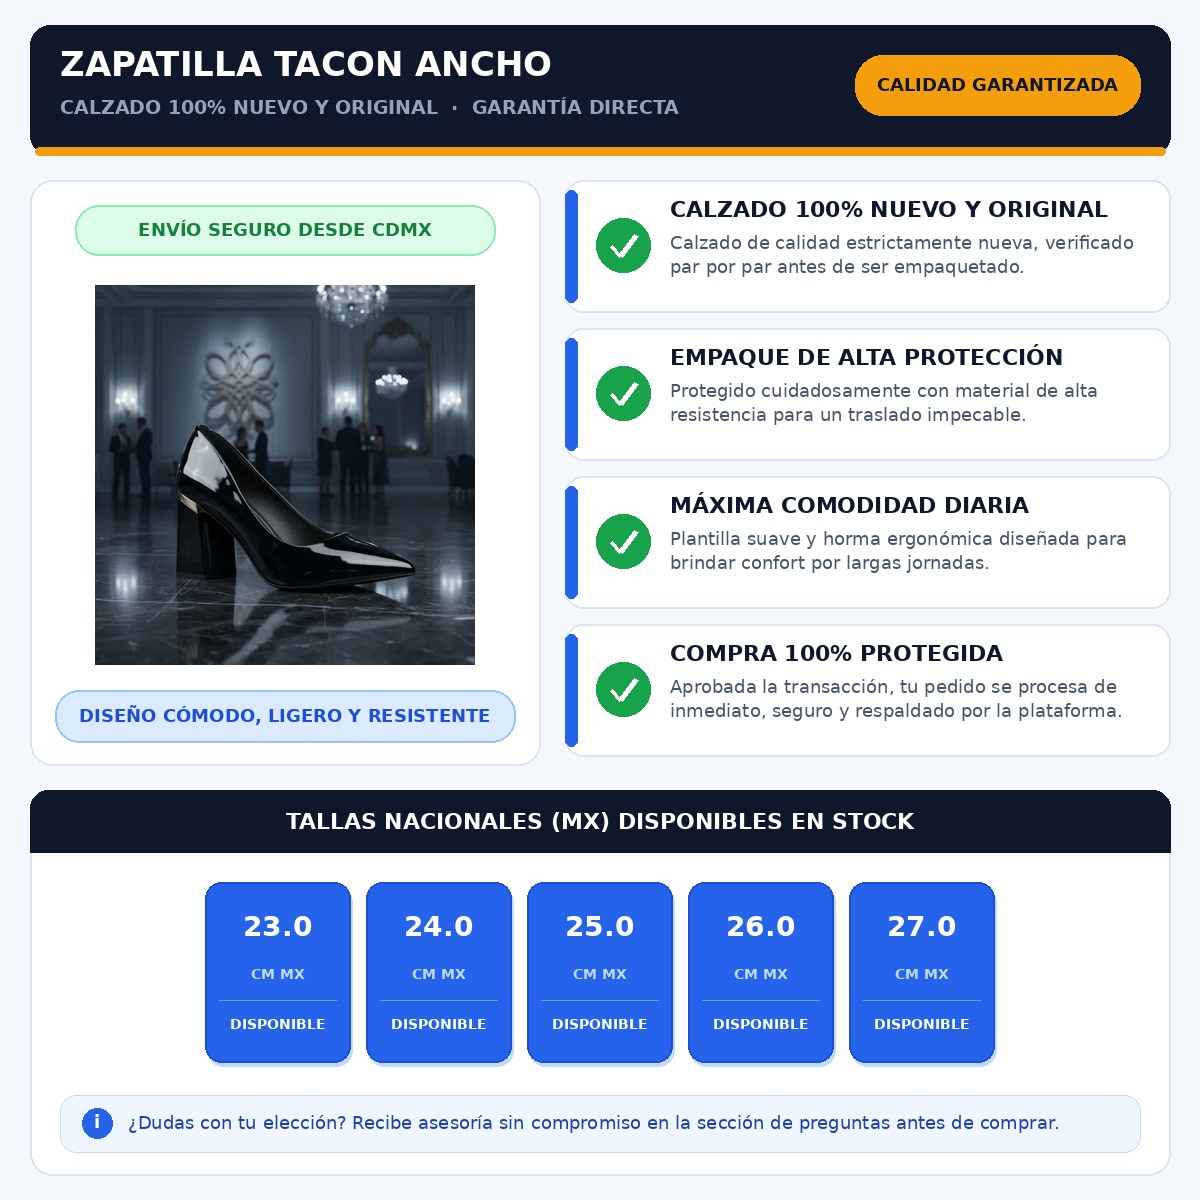 ZAPATILLA TACON ANCHO
CALZADO 100% NUEVO Y ORIGINAL · GARANTÍA DIRECTA
CALIDAD GARANTIZADA
ENVÍO SEGURO DESDE CDMX
DISEÑO CÓMODO, LIGERO Y RESISTENTE
CALZADO 100% NUEVO Y ORIGINAL
Calzado de calidad estrictamente nueva, verificado
par por par antes de ser empaquetado.
EMPAQUE DE ALTA PROTECCIÓN
Protegido cuidadosamente con material de alta
resistencia para un traslado impecable.
MÁXIMA COMODIDAD DIARIA
Plantilla suave y horma ergonómica diseñada para
brindar confort por largas jornadas.
COMPRA 100% PROTEGIDA
Aprobada la transacción, tu pedido se procesa de
inmediato, seguro y respaldado por la plataforma.
TALLAS NACIONALES (MX) DISPONIBLES EN STOCK
23.0
CM MX
DISPONIBLE
24.0
CM MX
DISPONIBLE
25.0
CM MX
DISPONIBLE
26.0
CM MX
DISPONIBLE
27.0
CM MX
DISPONIBLE
i ¿Dudas con tu elección? Recibe asesoría sin compromiso en la sección de preguntas antes de comprar.